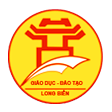 GIÁO DỤC - ĐÀO TẠO
LONG BIÊN